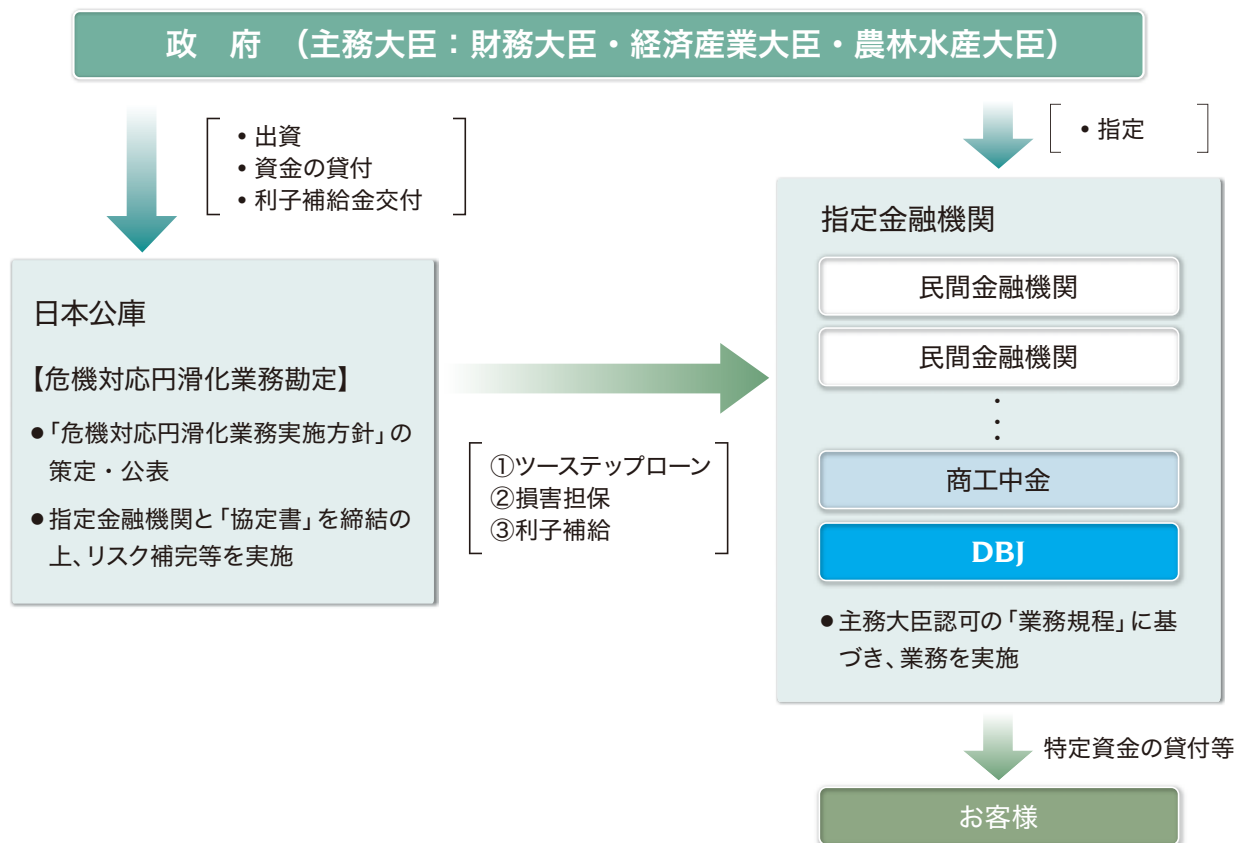 政　府　（主務大臣：財務大臣・経済産業大臣・農林水産大臣）
• 出資
• 資金の貸付
• 利子補給金交付
• 指定
日本公庫
【危機対応円滑化業務勘定】
●「危機対応円滑化業務実施方針」の
策定・公表
●指定金融機関と「協定書」を締結の
上、リスク補完等を実施
①ツーステップローン
②損害担保
③利子補給
指定金融機関
民間金融機関
民間金融機関
・
・
・
商工中金
DBJ
●主務大臣認可の「業務規程」に基
づき、業務を実施
特定資金の貸付等
お客様